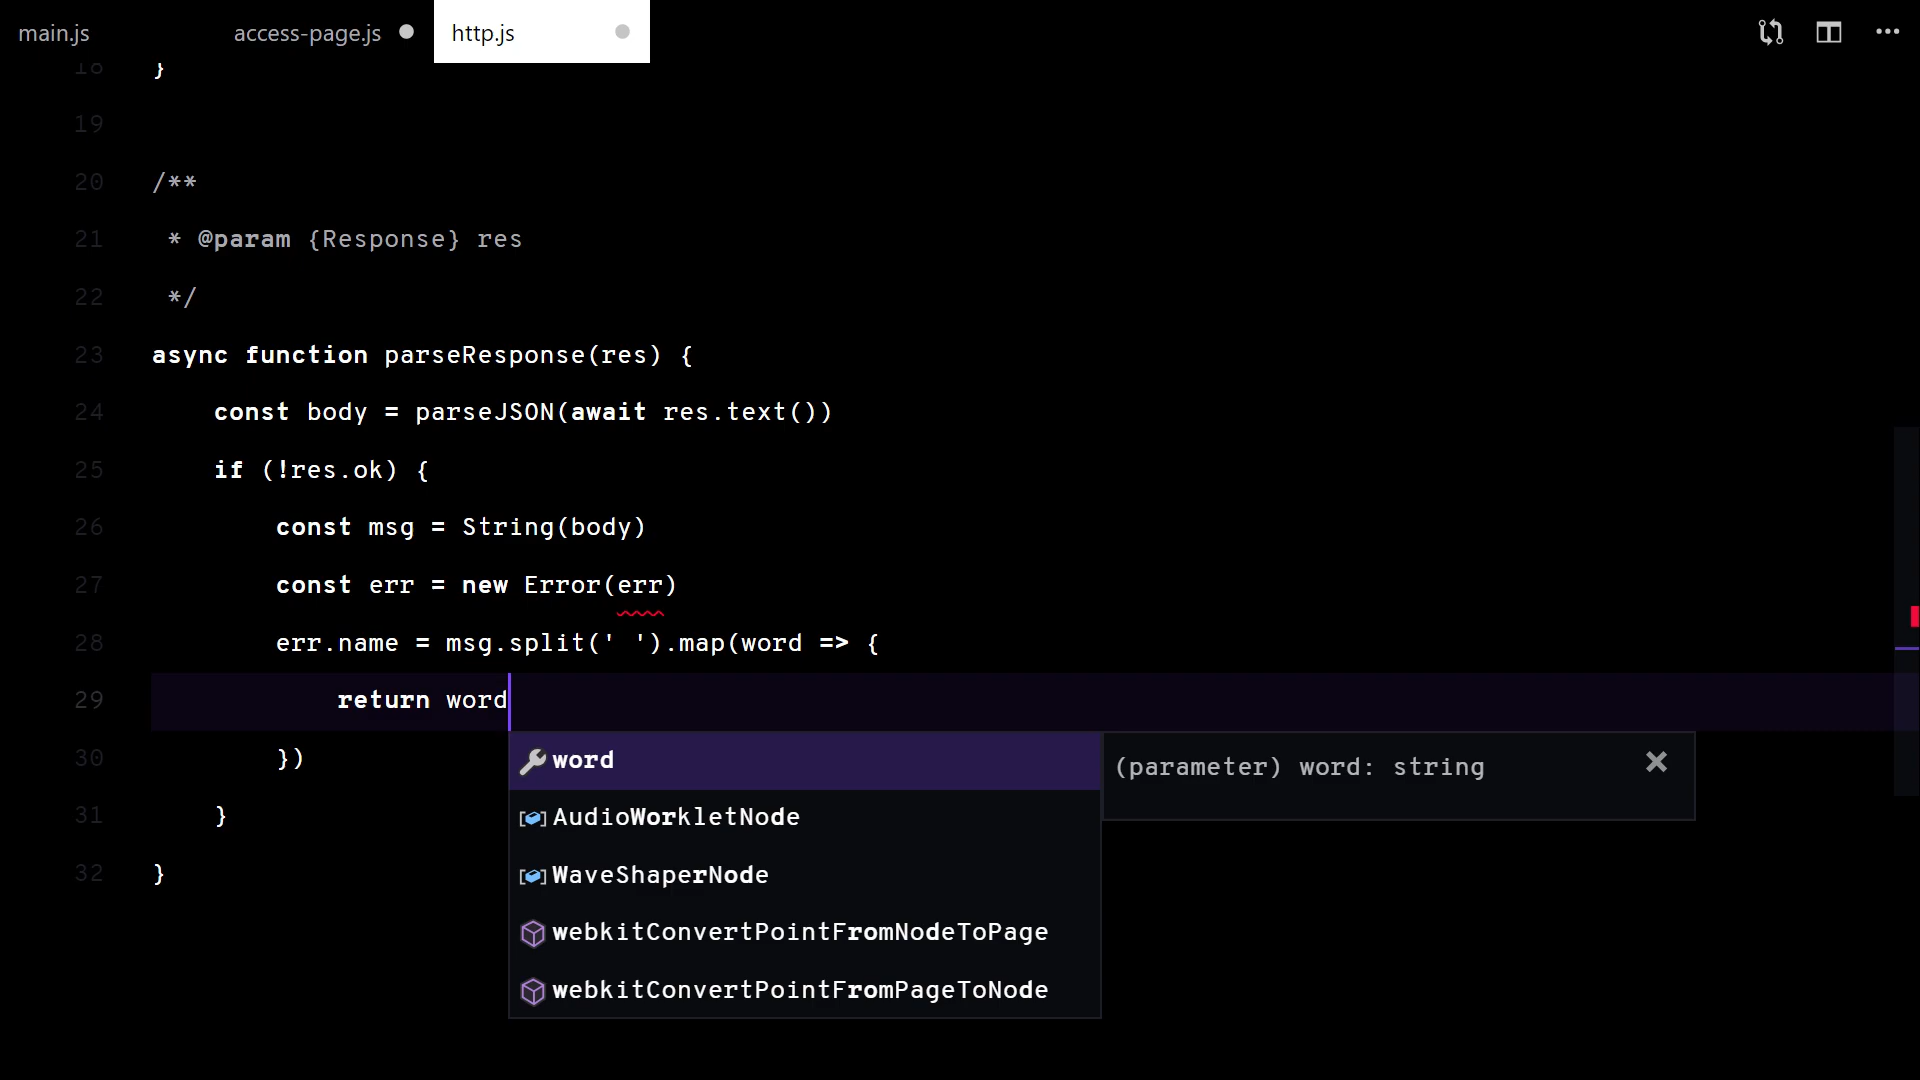 main.js access-page.js http.js
18 }
19
20 /**
21  * @param {Response} res
22  */
23 async function parseResponse(res) {
24     const body = parseJSON(await res.text())
25     if (!res.ok) {
26         const msg = String(body)
27         const err = new Error(err)
28         err.name = msg.split(' ').map(word => {
29             return word
30         })
31     }
32 }
word
(parameter) word: string
AudioWorkletNode
WaveShaperNode
webkitConvertPointFromNodeToPage
webkitConvertPointFromPageToNode